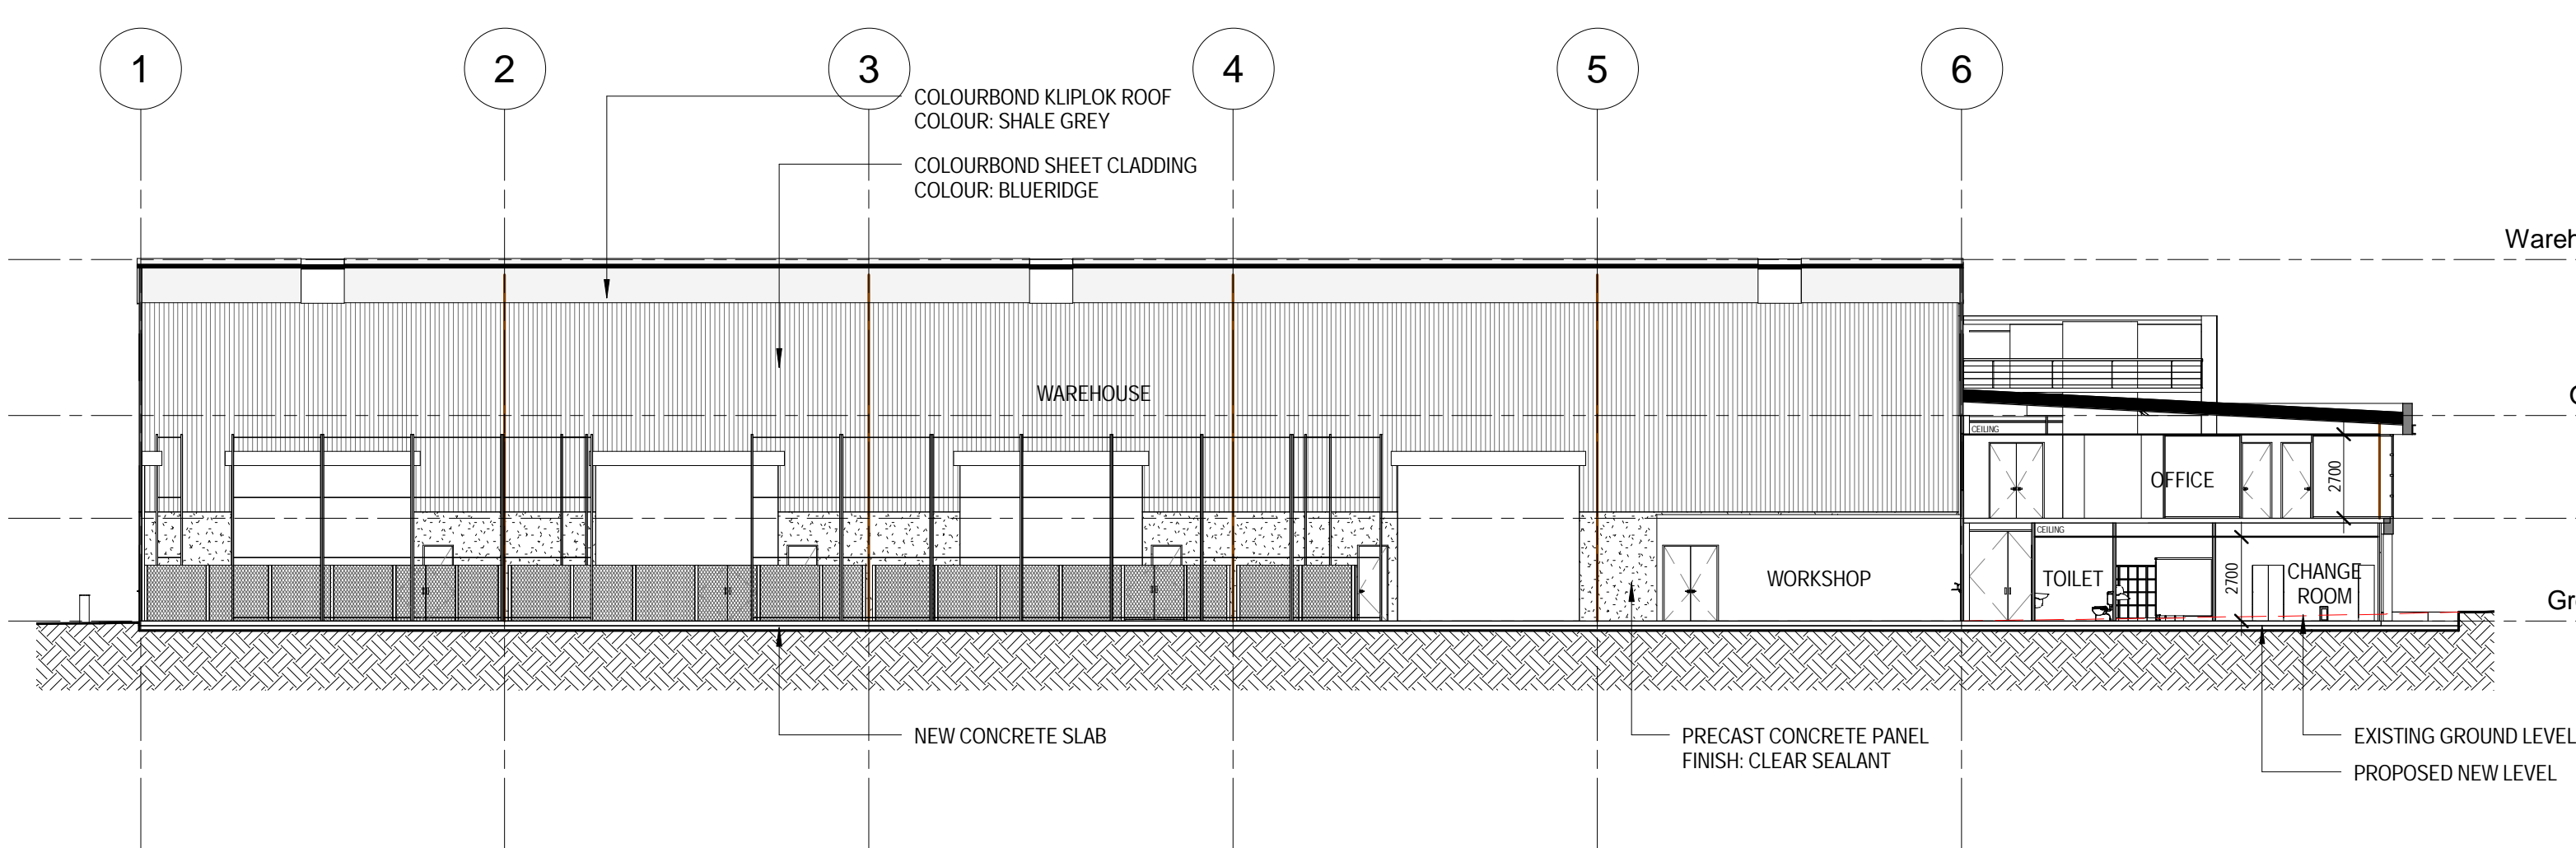 1
2
3
4
5
6
COLOURBOND KLIPLOK ROOF
COLOUR: SHALE GREY
COLOURBOND SHEET CLADDING
COLOUR: BLUERIDGE
Wareh
WAREHOUSE
CEILING
OFFICE
2700
CEILING
WORKSHOP
TOILET
2700
CHANGE
ROOM
Gr
NEW CONCRETE SLAB
PRECAST CONCRETE PANEL
FINISH: CLEAR SEALANT
EXISTING GROUND LEVEL
PROPOSED NEW LEVEL